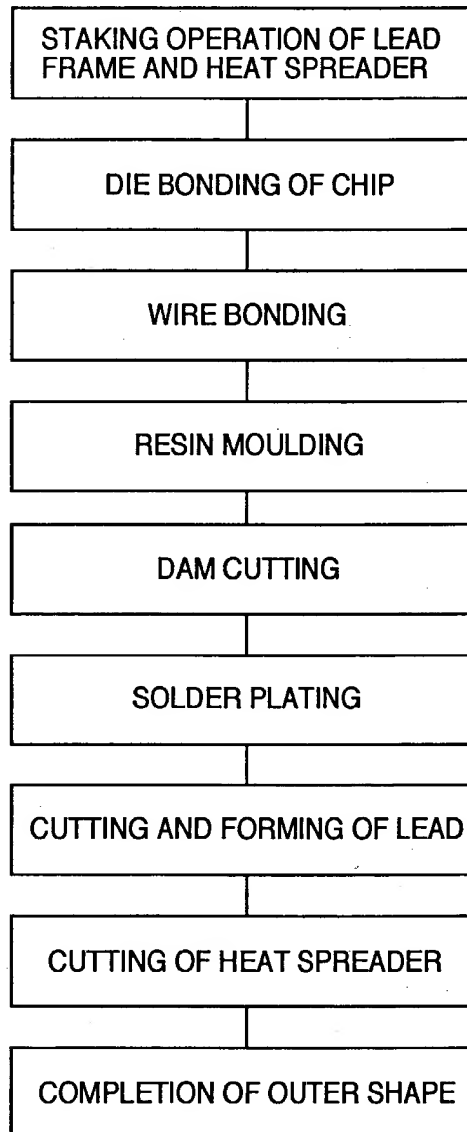 STAKING OPERATION OF LEAD
FRAME AND HEAT SPREADER
DIE BONDING OF CHIP
WIRE BONDING
RESIN MOULDING
DAM CUTTING
SOLDER PLATING
CUTTING AND FORMING OF LEAD
CUTTING OF HEAT SPREADER
COMPLETION OF OUTER SHAPE